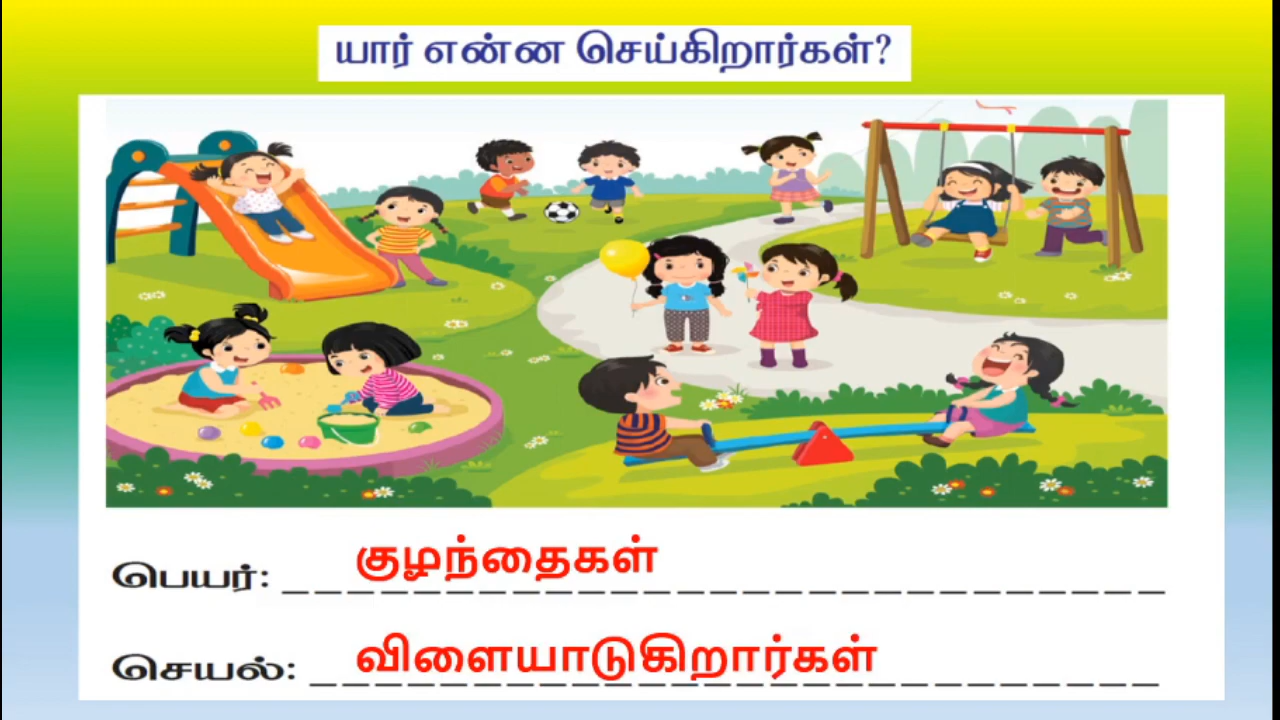 யார் என்ன செய்கிறார்கள்?
பெயர்: குழந்தைகள்
செயல்: விளையாடுகிறார்கள்